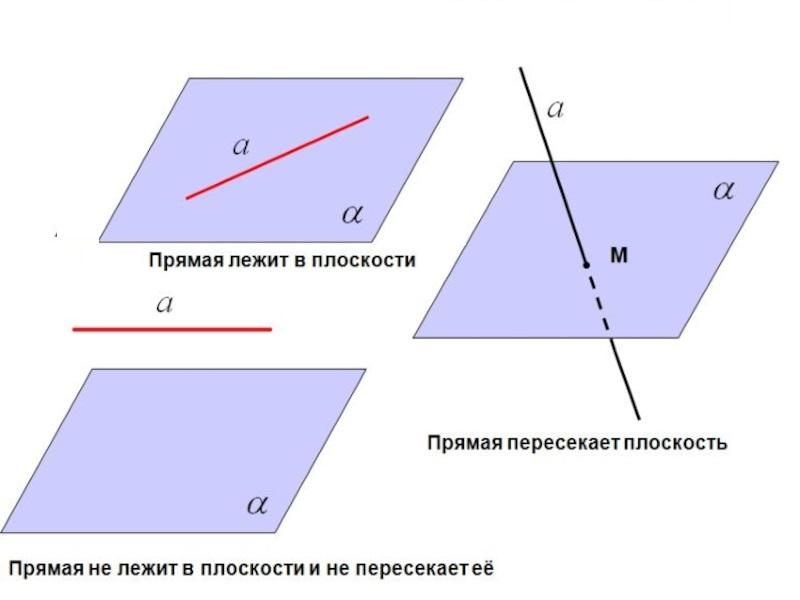 a
α
Прямая лежит в плоскости
a
α
М
Прямая пересекает плоскость
a
α
Прямая не лежит в плоскости и не пересекает её